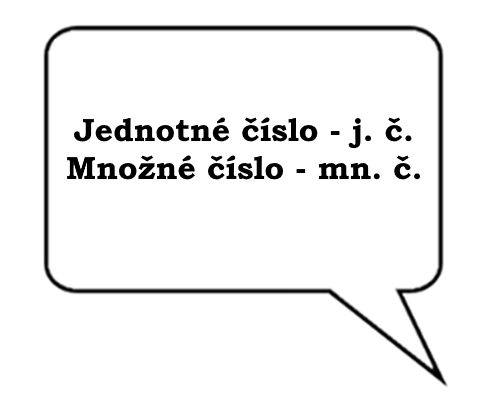 Jednotné číslo - j. č.
Množné číslo - mn. č.